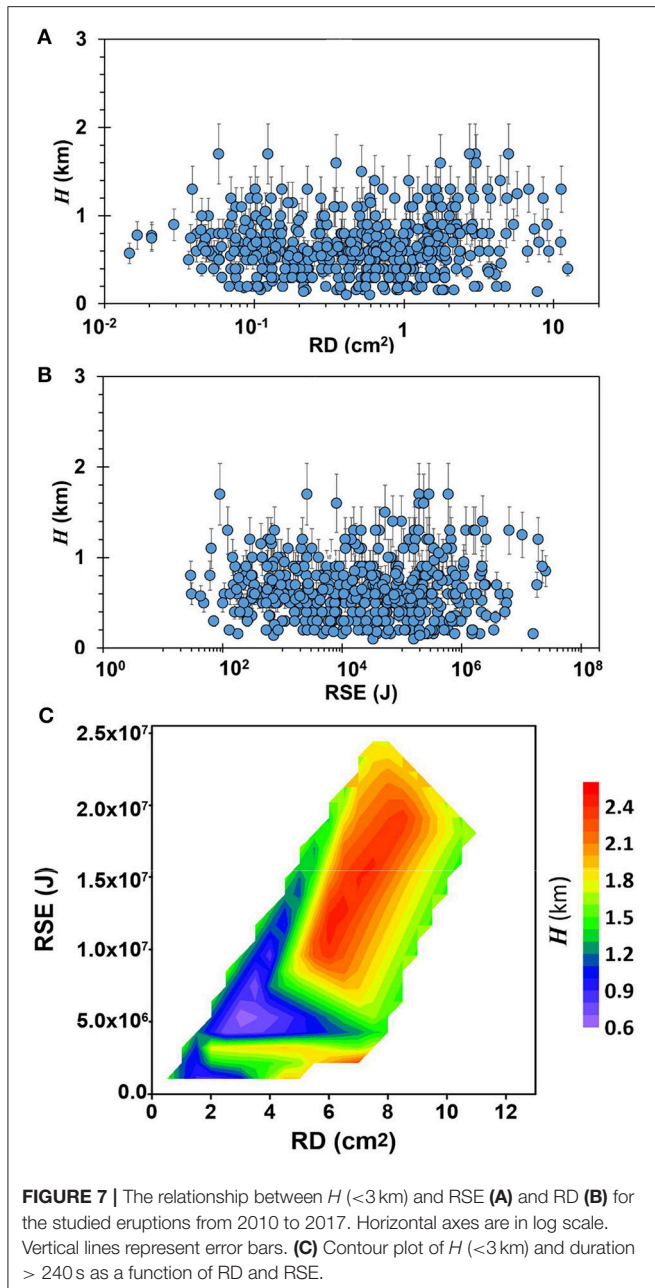 A
3
2
1
0
H (km)
10⁻² 10⁻¹ 1 10
RD (cm²)
B
3
2
1
0
H (km)
10⁰ 10² 10⁴ 10⁶ 10⁸
RSE (J)
C
2.5x10⁷
2.0x10⁷
1.5x10⁷
1.0x10⁷
5.0x10⁶
0.0
RSE (J)
0 2 4 6 8 10 12
RD (cm²)
2.4
2.1
1.8
1.5
1.2
0.9
0.6
H (km)
FIGURE 7 | The relationship between H (<3 km) and RSE (A) and RD (B) for
the studied eruptions from 2010 to 2017. Horizontal axes are in log scale.
Vertical lines represent error bars. (C) Contour plot of H (<3 km) and duration
> 240 s as a function of RD and RSE.